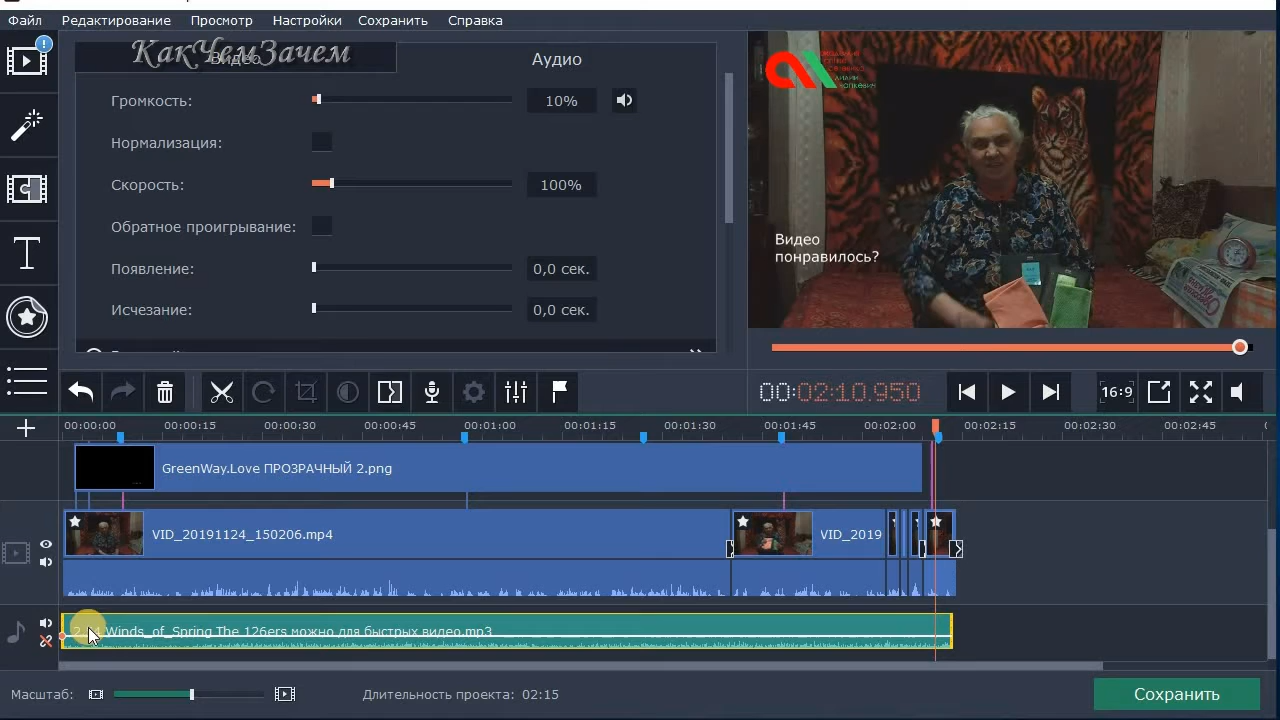 Файл Редактирование Просмотр Настройки Сохранить Справка
КакЧемЗачем
Видео Аудио
Громкость: 10%
Нормализация:
Скорость: 100%
Обратное проигрывание:
Появление: 0,0 сек.
Исчезание: 0,0 сек.
Видео
понравилось?
00:02:10.950
16:9
00:00:00 00:00:15 00:00:30 00:00:45 00:01:00 00:01:15 00:01:30 00:01:45 00:02:00 00:02:15 00:02:30 00:02:45
GreenWay.Love ПРОЗРАЧНЫЙ 2.png
VID_20191124_150206.mp4 VID_2019
Winds_of_Spring The 126ers можно для быстрых видео.mp3
Масштаб: Длительность проекта: 02:15 Сохранить